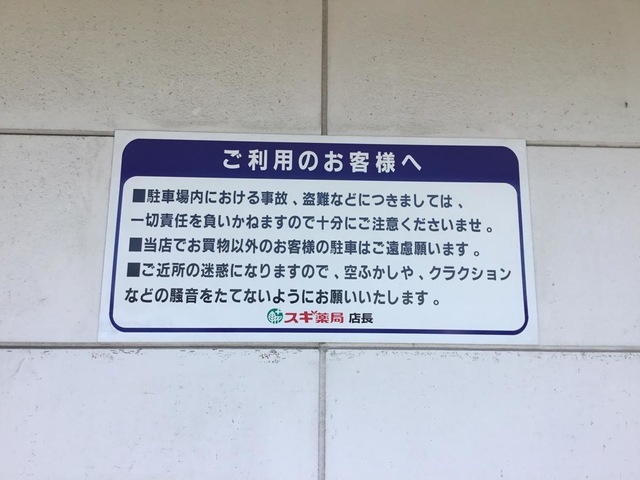 ご利用のお客様へ
■駐車場内における事故、盗難などにつきましては、
一切責任を負いかねますので十分にご注意くださいませ。
■当店でお買物以外のお客様の駐車はご遠慮願います。
■ご近所の迷惑になりますので、空ふかしや、クラクション
などの騒音をたてないようにお願いいたします。
スギ薬局 店長